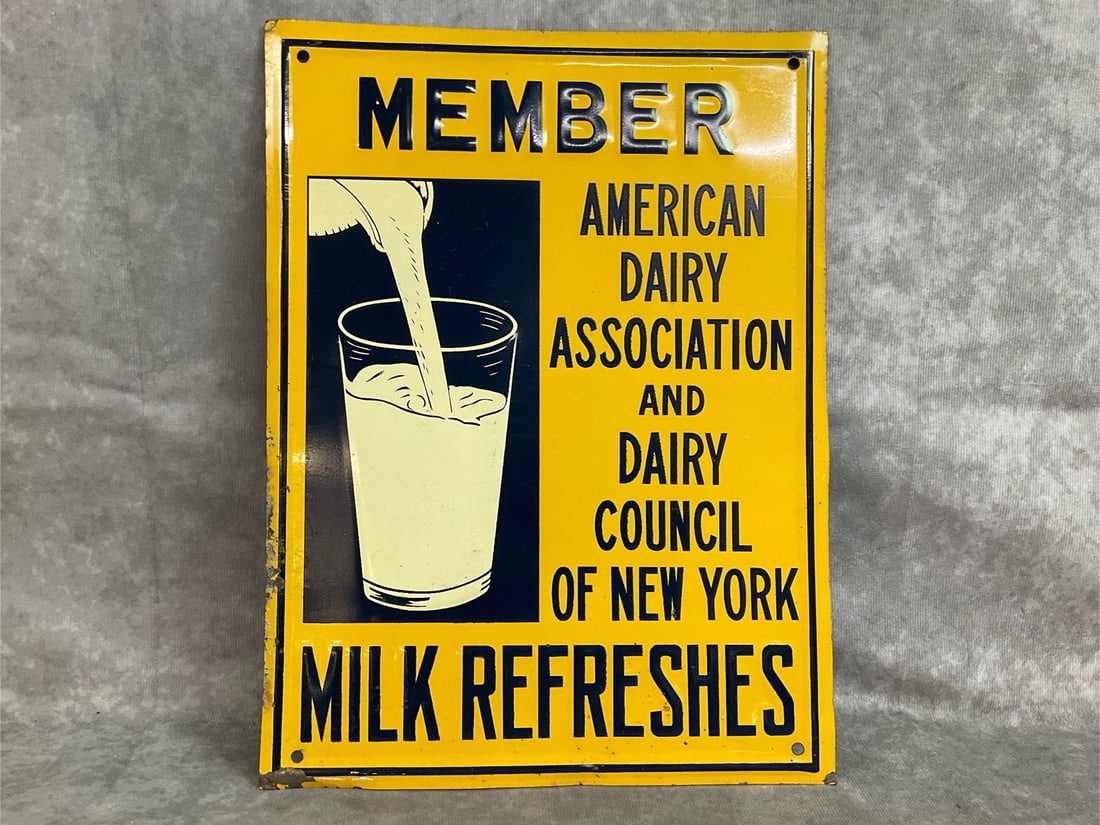 MEMBER
AMERICAN
DAIRY
ASSOCIATION
AND
DAIRY
COUNCIL
OF NEW YORK
MILK REFRESHES